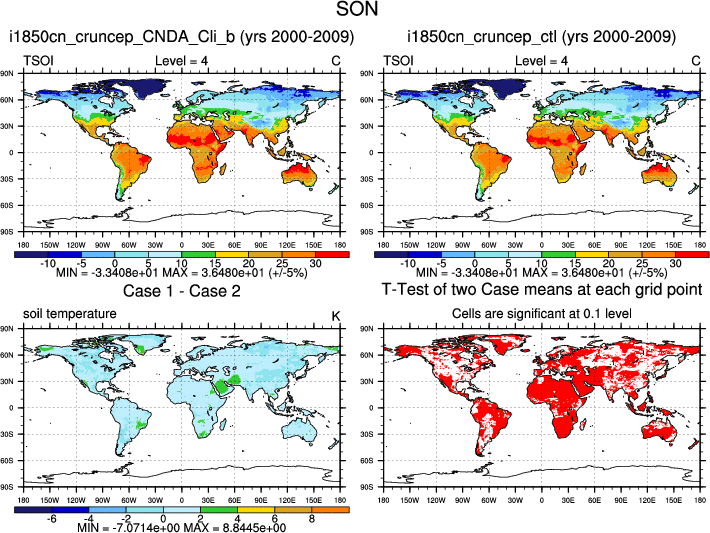 SON
i1850cn_cruncep_CNDA_Cli_b (yrs 2000-2009)
TSOI Level = 4 C
90N
60N
30N
0
30S
60S
90S
180 150W 120W 90W 60W 30W 0 30E 60E 90E 120E 150E 180
-10 -5 0 5 10 15 20 25 30
MIN = -3.3408e+01 MAX = 3.6480e+01 (+/-5%)
i1850cn_cruncep_ctl (yrs 2000-2009)
TSOI Level = 4 C
90N
60N
30N
0
30S
60S
90S
180 150W 120W 90W 60W 30W 0 30E 60E 90E 120E 150E 180
-10 -5 0 5 10 15 20 25 30
MIN = -3.3408e+01 MAX = 3.6480e+01 (+/-5%)
Case 1 - Case 2
soil temperature K
90N
60N
30N
0
30S
60S
90S
180 150W 120W 90W 60W 30W 0 30E 60E 90E 120E 150E 180
-6 -4 -2 0 2 4 6 8
MIN = -7.0714e+00 MAX = 8.8445e+00
T-Test of two Case means at each grid point
Cells are significant at 0.1 level
90N
60N
30N
0
30S
60S
90S
180 150W 120W 90W 60W 30W 0 30E 60E 90E 120E 150E 180